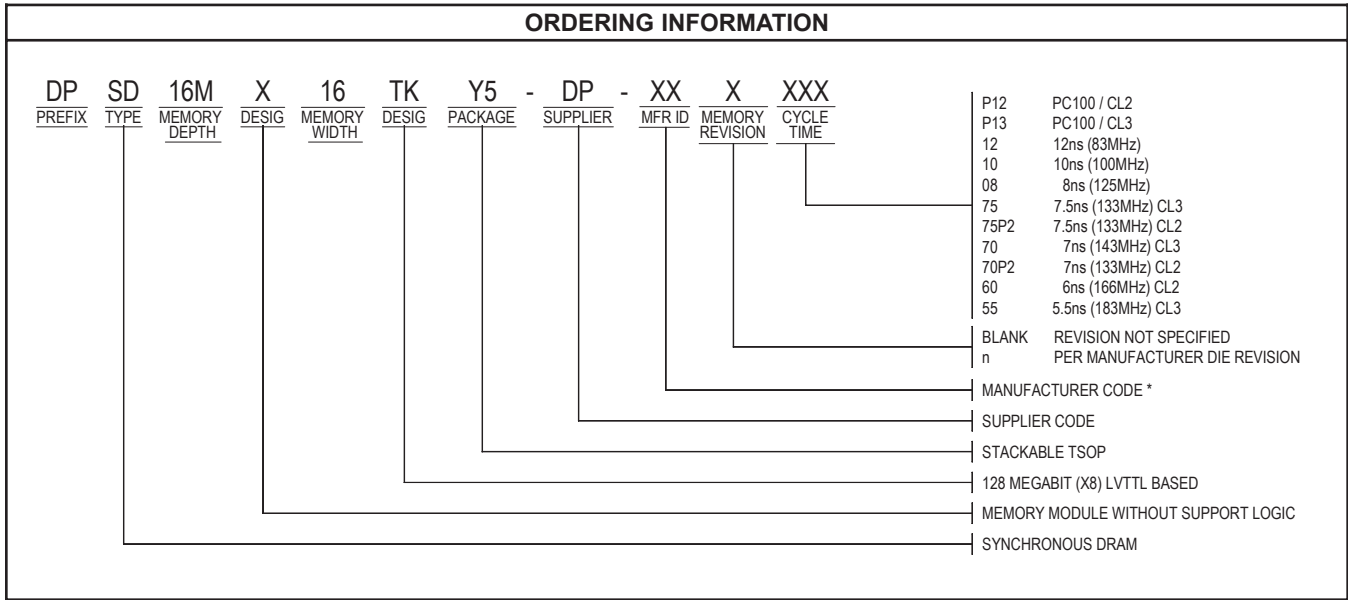 ORDERING INFORMATION
DP SD 16M X 16 TK Y5 - DP - XX X XXX
PREFIX TYPE MEMORY DEPTH DESIG MEMORY WIDTH DESIG PACKAGE SUPPLIER MFR ID MEMORY REVISION CYCLE TIME
P12 PC100 / CL2
P13 PC100 / CL3
12 12ns (83MHz)
10 10ns (100MHz)
08 8ns (125MHz)
75 7.5ns (133MHz) CL3
75P2 7.5ns (133MHz) CL2
70 7ns (143MHz) CL3
70P2 7ns (133MHz) CL2
60 6ns (166MHz) CL2
55 5.5ns (183MHz) CL3
BLANK REVISION NOT SPECIFIED
n PER MANUFACTURER DIE REVISION
MANUFACTURER CODE *
SUPPLIER CODE
STACKABLE TSOP
128 MEGABIT (X8) LVTTL BASED
MEMORY MODULE WITHOUT SUPPORT LOGIC
SYNCHRONOUS DRAM